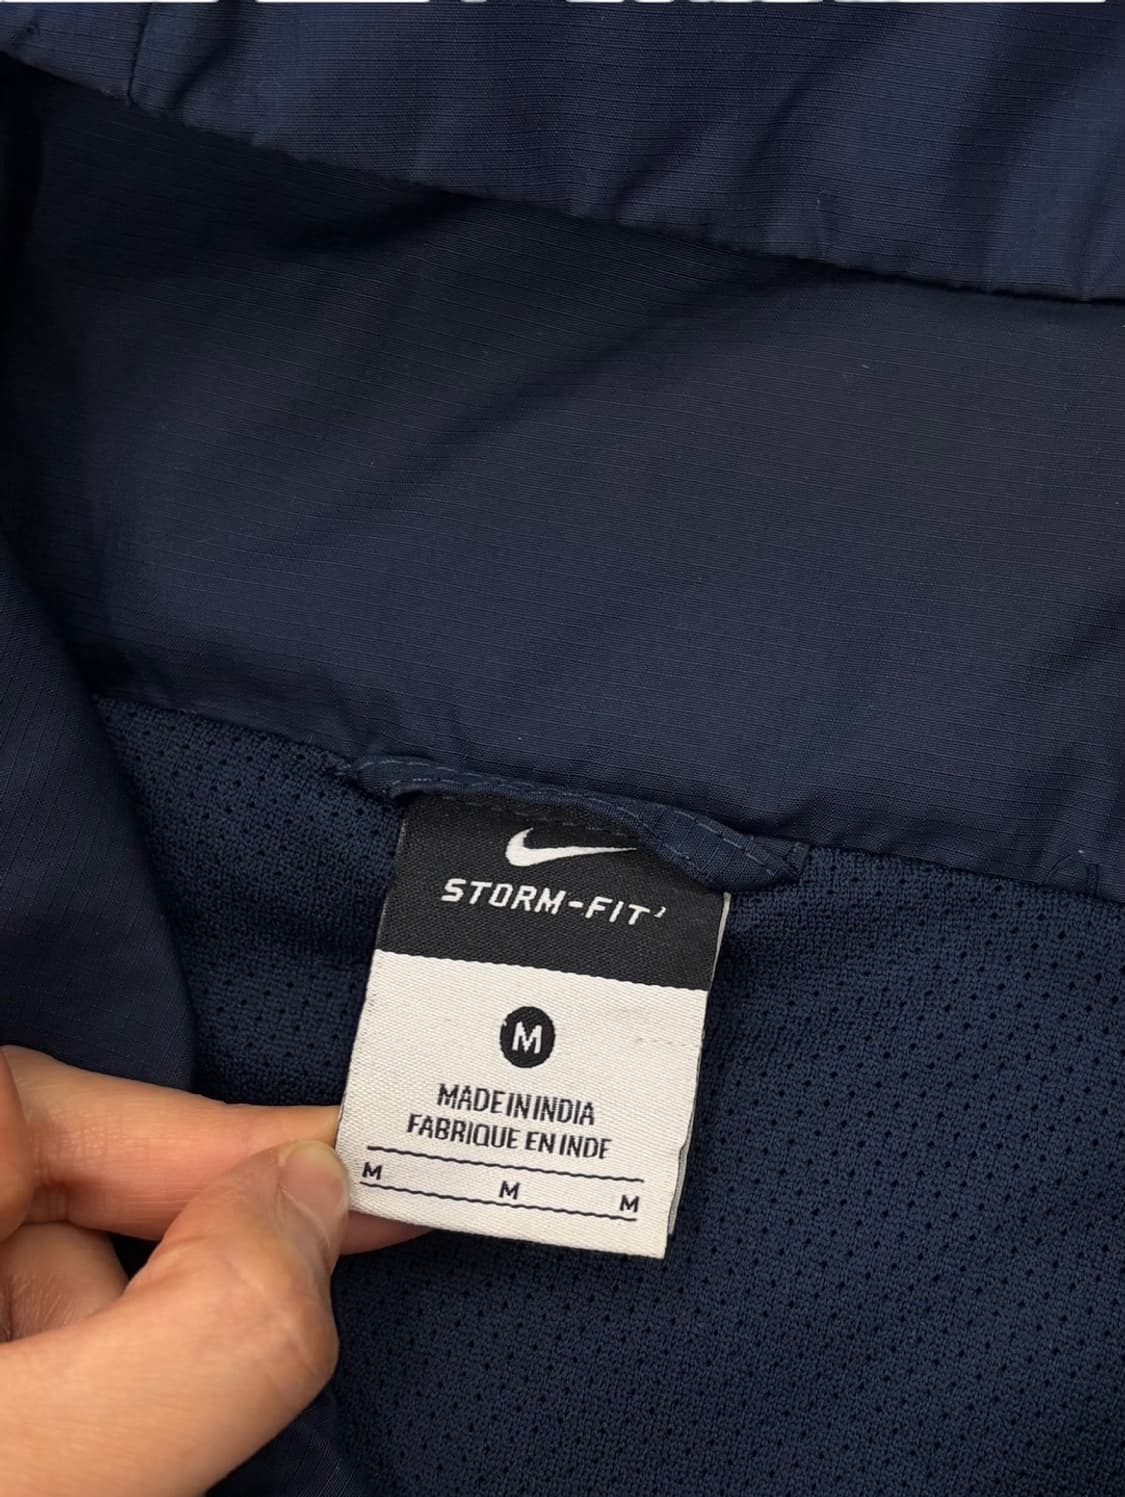 STORM-FIT
M
MADE IN INDIA
FABRIQUE EN INDE
M M M